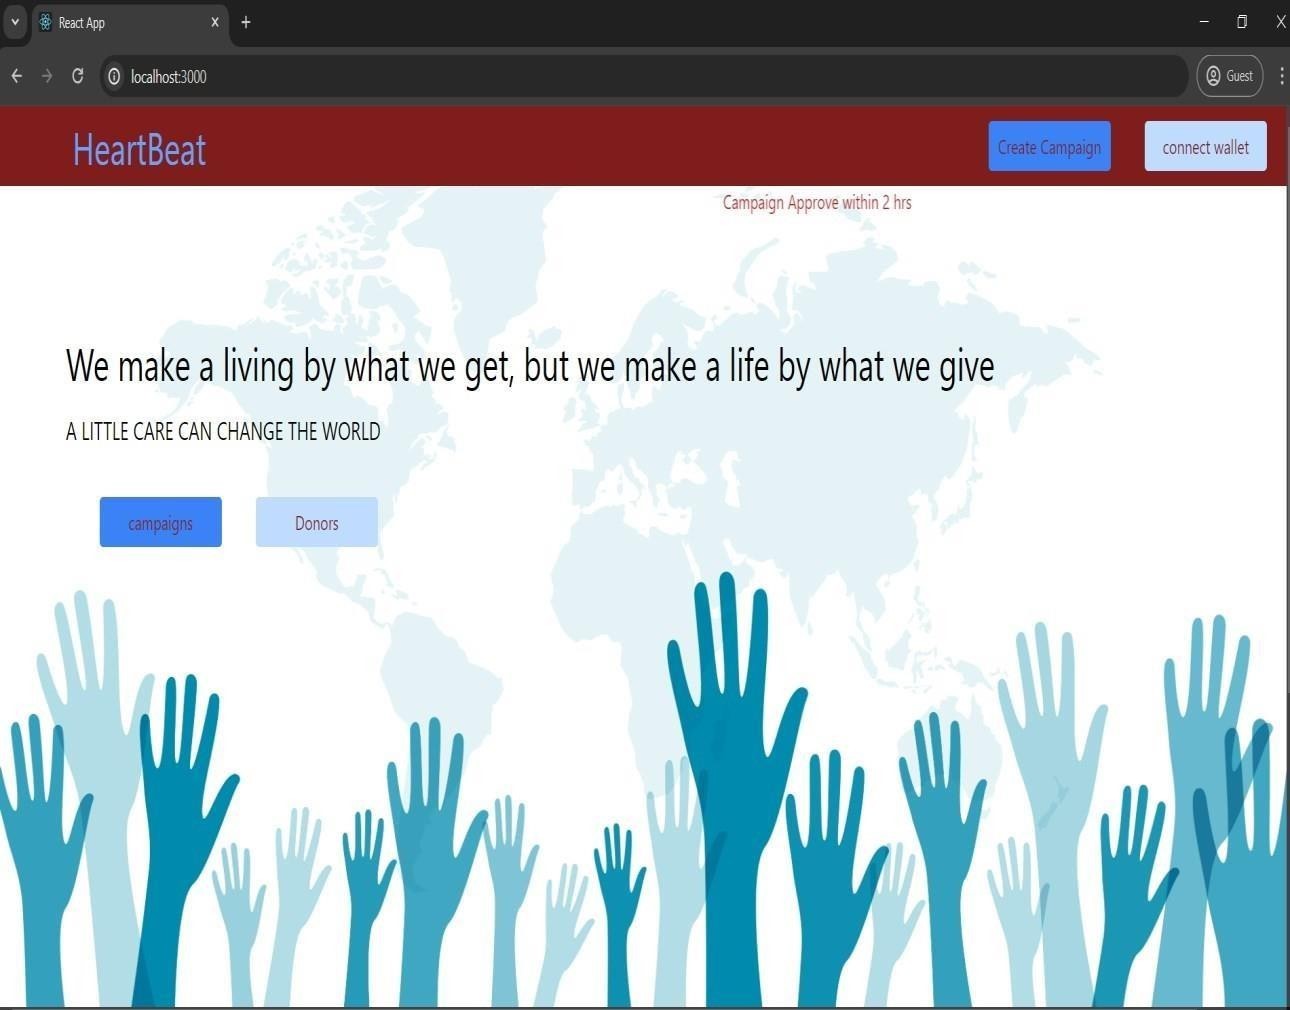 React App
localhost:3000
Guest
HeartBeat
Create Campaign
connect wallet
Campaign Approve within 2 hrs
We make a living by what we get, but we make a life by what we give
A LITTLE CARE CAN CHANGE THE WORLD
campaigns
Donors